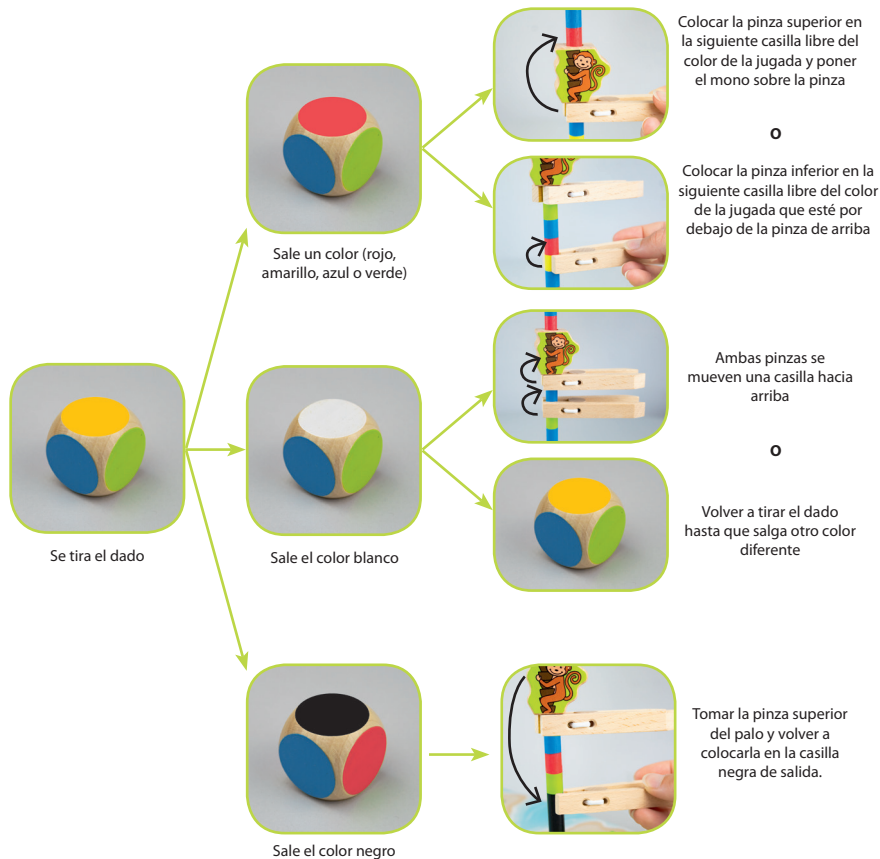 Colocar la pinza superior en
la siguiente casilla libre del
color de la jugada y poner
el mono sobre la pinza
o
Colocar la pinza inferior en la
siguiente casilla libre del color
de la jugada que esté por
debajo de la pinza de arriba
Sale un color (rojo,
amarillo, azul o verde)
Ambas pinzas se
mueven una casilla hacia
arriba
o
Volver a tirar el dado
hasta que salga otro color
diferente
Se tira el dado
Sale el color blanco
Tomar la pinza superior
del palo y volver a
colocarla en la casilla
negra de salida.
Sale el color negro